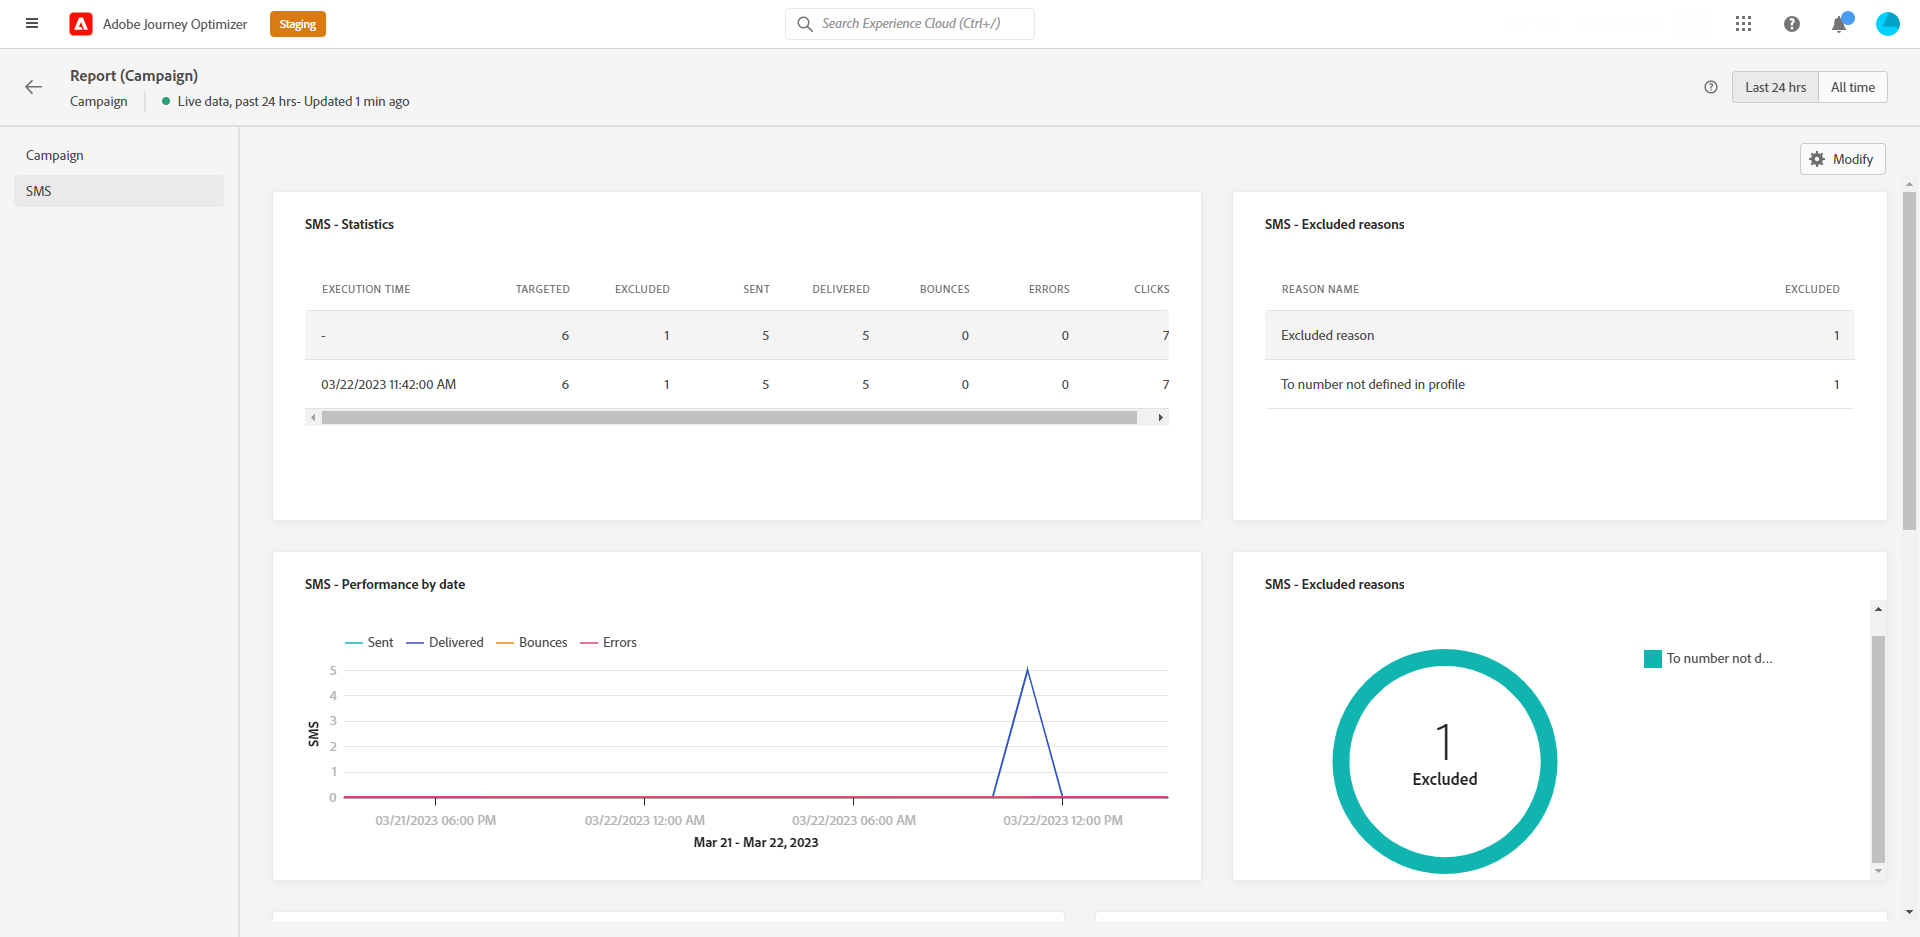 Adobe Journey Optimizer
Staging
Search Experience Cloud (Ctrl+/)
Report (Campaign)
Campaign
Live data, past 24 hrs- Updated 1 min ago
Last 24 hrs
All time
Campaign
SMS
Modify
SMS - Statistics
EXECUTION TIME TARGETED EXCLUDED SENT DELIVERED BOUNCES ERRORS CLICKS
- 6 1 5 5 0 0 7
03/22/2023 11:42:00 AM 6 1 5 5 0 0 7
SMS - Excluded reasons
REASON NAME EXCLUDED
Excluded reason 1
To number not defined in profile 1
SMS - Performance by date
Sent Delivered Bounces Errors
5
4
3
2
1
0
SMS
03/21/2023 06:00 PM 03/22/2023 12:00 AM 03/22/2023 06:00 AM 03/22/2023 12:00 PM
Mar 21 - Mar 22, 2023
SMS - Excluded reasons
1
Excluded
To number not d...